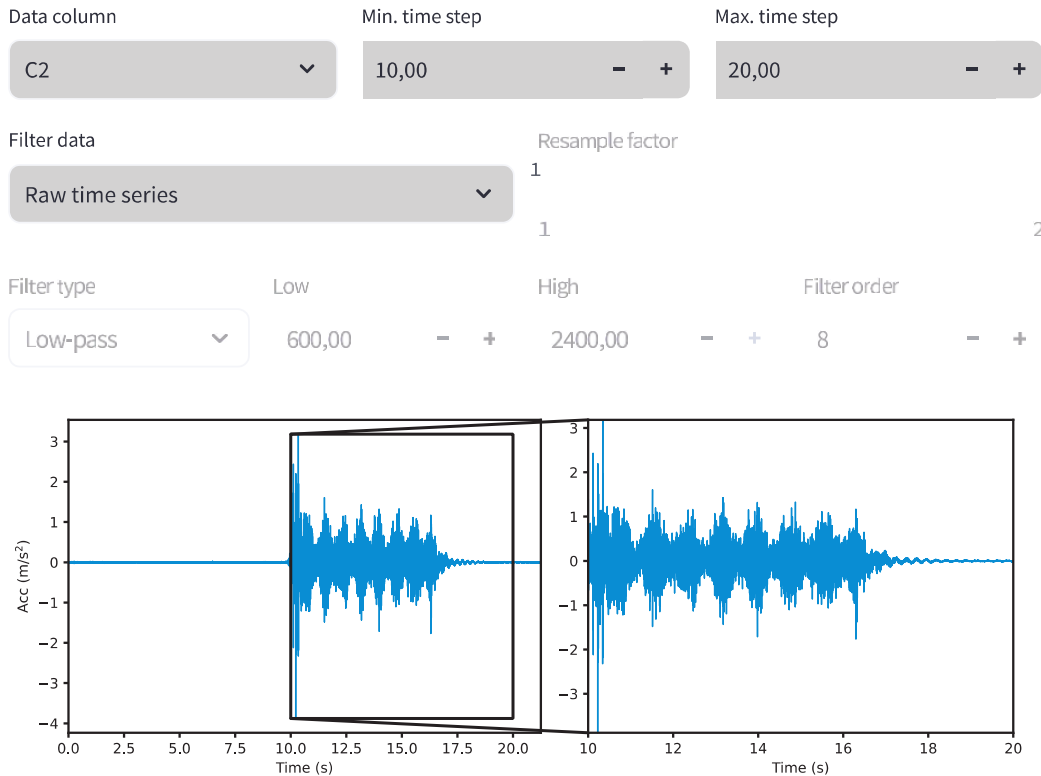 Data column Min. time step Max. time step
C2 10,00 - + 20,00 - +
Filter data Resample factor
1
Raw time series
1 2
Filter type Low High Filter order
Low-pass 600,00 - + 2400,00 - + 8 - +
3 3
2 2
1 1
0 0
−1 −1
−2 −2
−3 −3
−4
Acc (m/s²)
0.0 2.5 5.0 7.5 10.0 12.5 15.0 17.5 20.0 10 12 14 16 18 20
Time (s) Time (s)